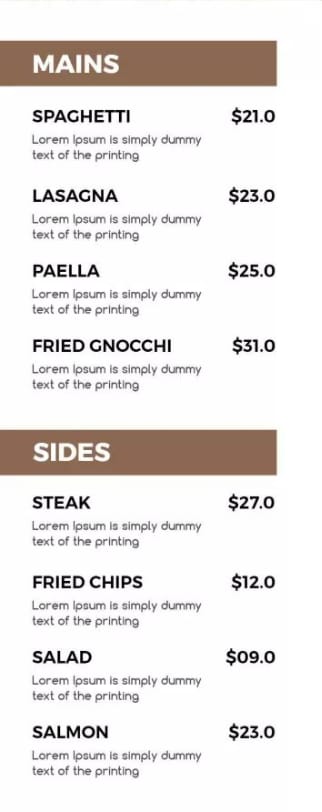 MAINS
SPAGHETTI $21.0
Lorem Ipsum is simply dummy
text of the printing
LASAGNA $23.0
Lorem Ipsum is simply dummy
text of the printing
PAELLA $25.0
Lorem Ipsum is simply dummy
text of the printing
FRIED GNOCCHI $31.0
Lorem Ipsum is simply dummy
text of the printing
SIDES
STEAK $27.0
Lorem Ipsum is simply dummy
text of the printing
FRIED CHIPS $12.0
Lorem Ipsum is simply dummy
text of the printing
SALAD $09.0
Lorem Ipsum is simply dummy
text of the printing
SALMON $23.0
Lorem Ipsum is simply dummy
text of the printing